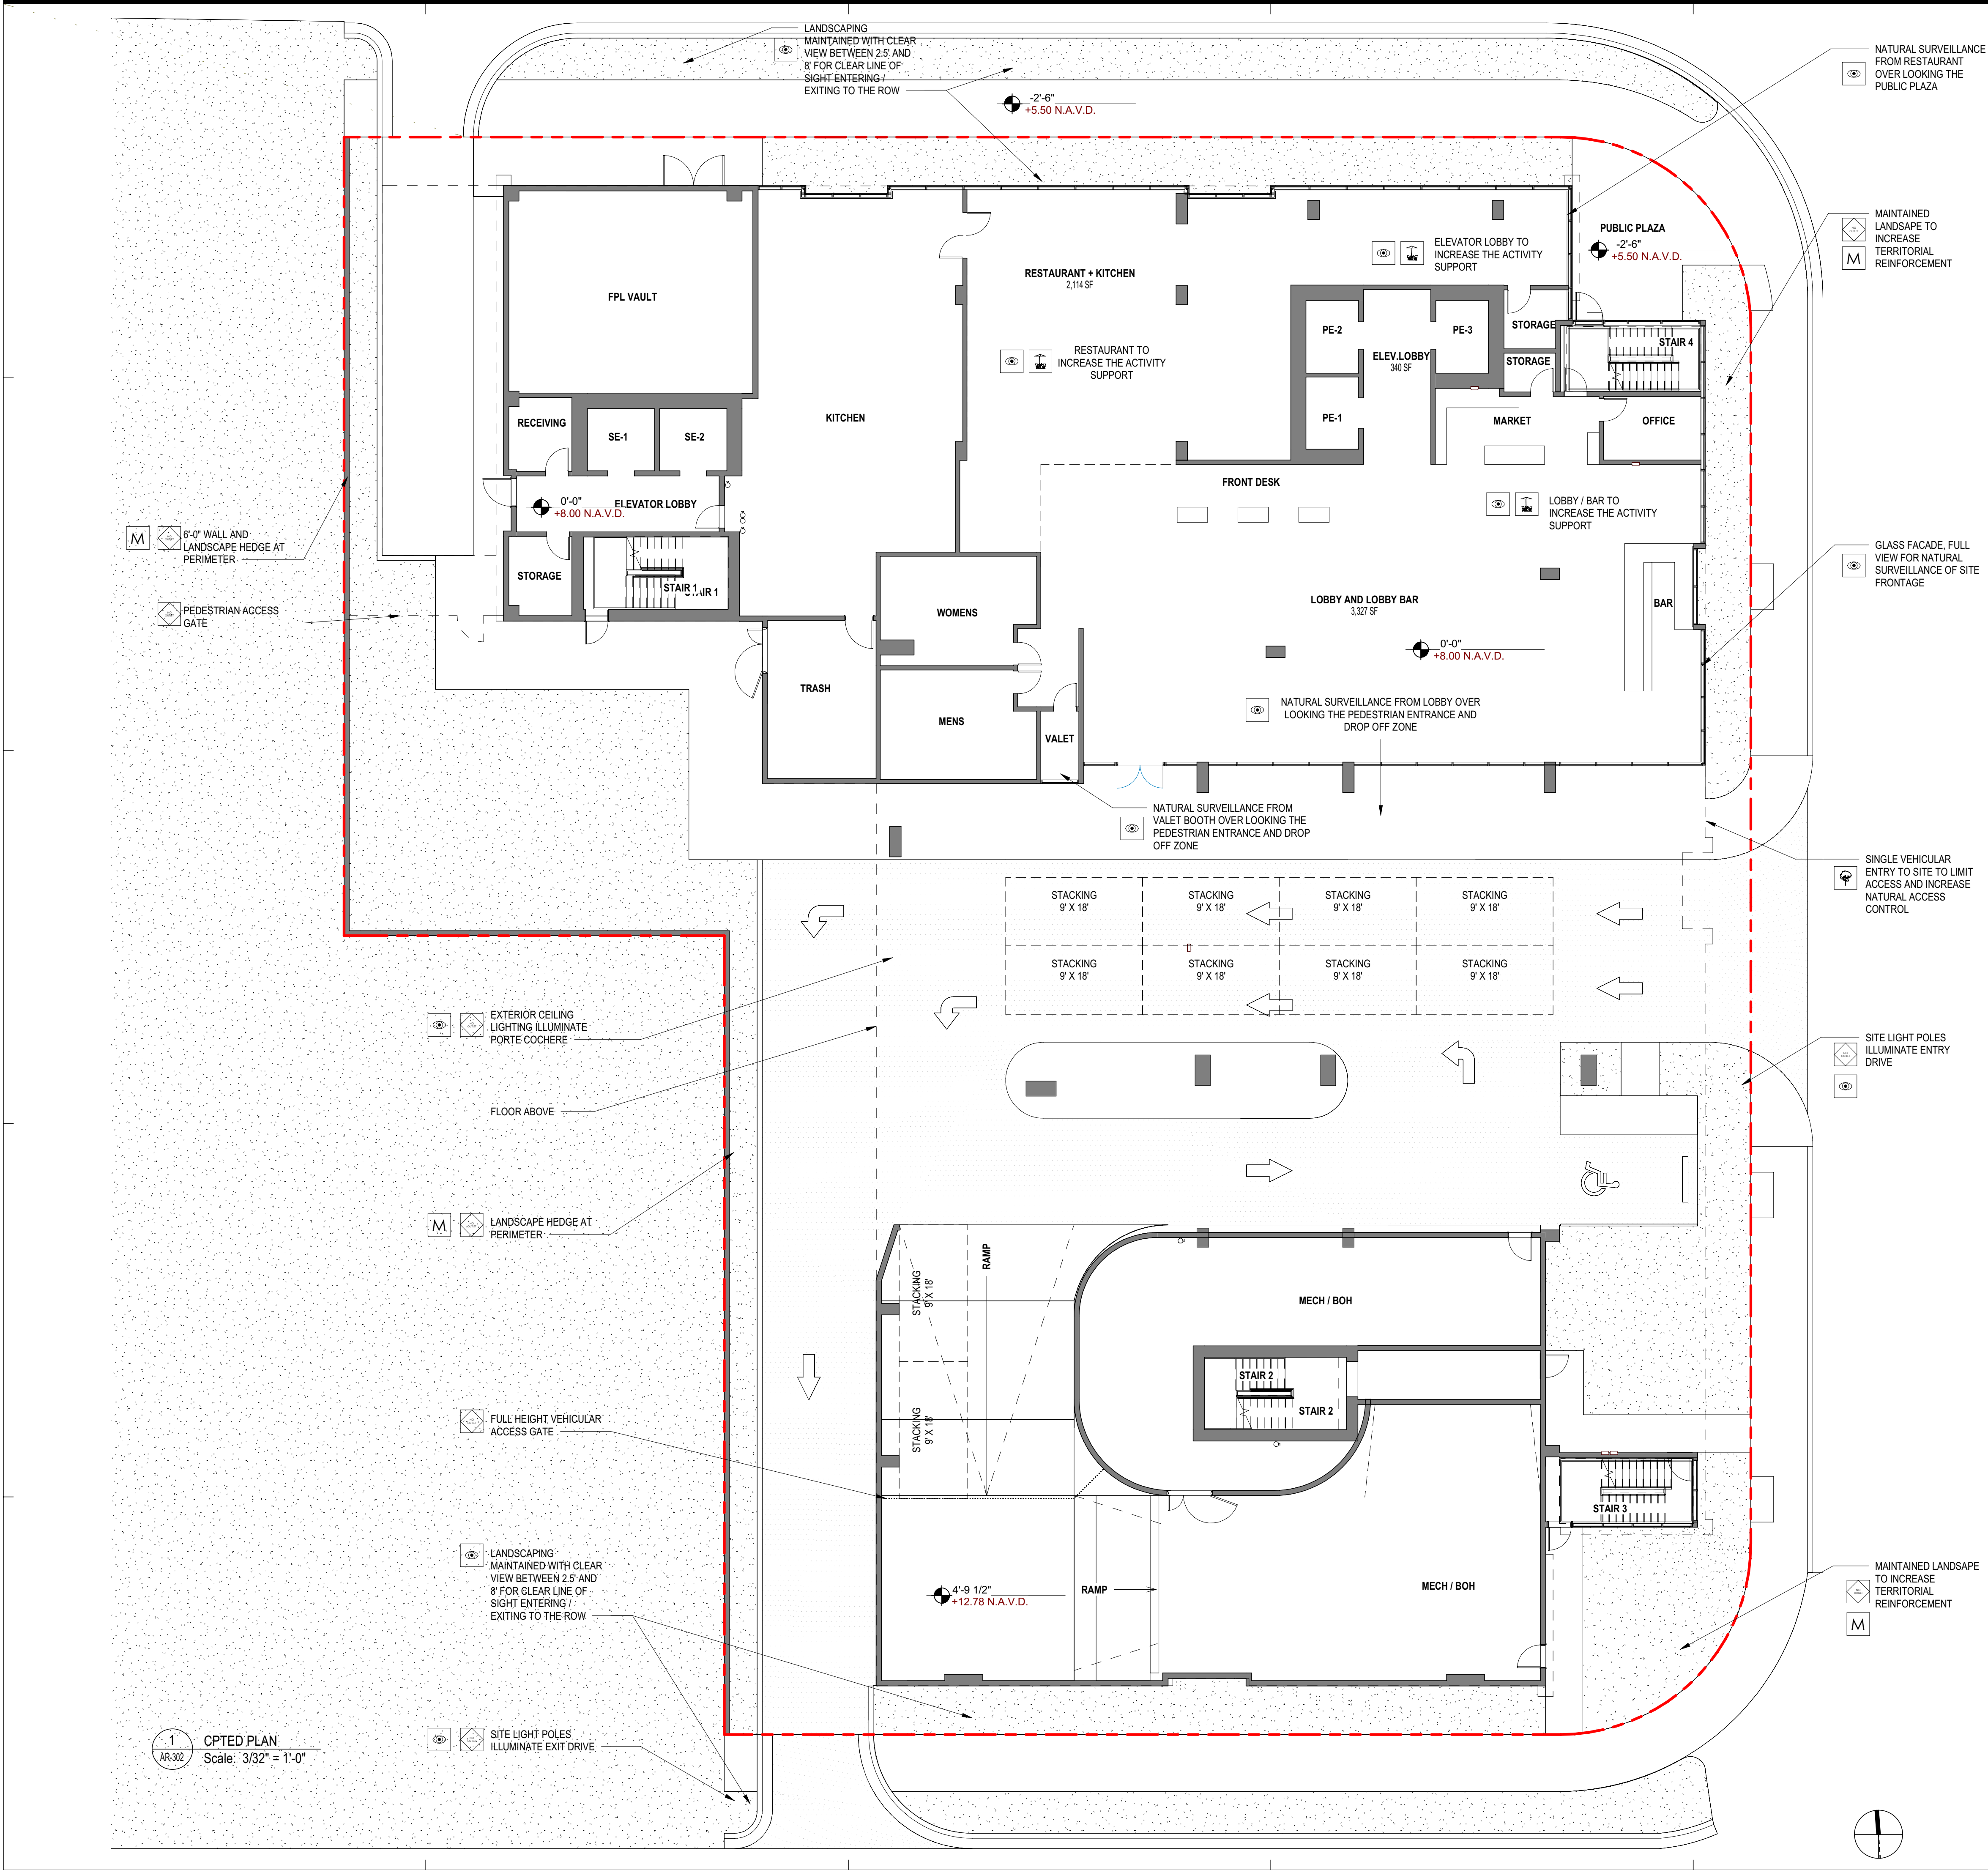 LANDSCAPING
MAINTAINED WITH CLEAR
VIEW BETWEEN 2.5' AND
8' FOR CLEAR LINE OF
SIGHT ENTERING /
EXITING TO THE ROW
-2'-6"
+5.50 N.A.V.D.
NATURAL SURVEILLANCE
FROM RESTAURANT
OVER LOOKING THE
PUBLIC PLAZA
PUBLIC PLAZA
-2'-6"
+5.50 N.A.V.D.
MAINTAINED
LANDSAPE TO
INCREASE
TERRITORIAL
REINFORCEMENT
M
ELEVATOR LOBBY TO
INCREASE THE ACTIVITY
SUPPORT
RESTAURANT + KITCHEN
2,114 SF
FPL VAULT
PE-2
PE-3
STORAGE
STAIR 4
RESTAURANT TO
INCREASE THE ACTIVITY
SUPPORT
ELEV.LOBBY
340 SF
STORAGE
RECEIVING
SE-1
SE-2
KITCHEN
PE-1
MARKET
OFFICE
FRONT DESK
0'-0"
+8.00 N.A.V.D.
ELEVATOR LOBBY
LOBBY / BAR TO
INCREASE THE ACTIVITY
SUPPORT
M
6'-0" WALL AND
LANDSCAPE HEDGE AT
PERIMETER
GLASS FACADE, FULL
VIEW FOR NATURAL
SURVEILLANCE OF SITE
FRONTAGE
STORAGE
STAIR 1
STAIR 1
PEDESTRIAN ACCESS
GATE
WOMENS
LOBBY AND LOBBY BAR
3,327 SF
BAR
0'-0"
+8.00 N.A.V.D.
TRASH
MENS
VALET
NATURAL SURVEILLANCE FROM LOBBY OVER
LOOKING THE PEDESTRIAN ENTRANCE AND
DROP OFF ZONE
NATURAL SURVEILLANCE FROM
VALET BOOTH OVER LOOKING THE
PEDESTRIAN ENTRANCE AND DROP
OFF ZONE
SINGLE VEHICULAR
ENTRY TO SITE TO LIMIT
ACCESS AND INCREASE
NATURAL ACCESS
CONTROL
STACKING
9' X 18'
STACKING
9' X 18'
STACKING
9' X 18'
STACKING
9' X 18'
STACKING
9' X 18'
STACKING
9' X 18'
STACKING
9' X 18'
STACKING
9' X 18'
EXTERIOR CEILING
LIGHTING ILLUMINATE
PORTE COCHERE
SITE LIGHT POLES
ILLUMINATE ENTRY
DRIVE
FLOOR ABOVE
M
LANDSCAPE HEDGE AT
PERIMETER
RAMP
STACKING
9' X 18'
MECH / BOH
STAIR 2
STAIR 2
STACKING
9' X 18'
FULL HEIGHT VEHICULAR
ACCESS GATE
STAIR 3
LANDSCAPING
MAINTAINED WITH CLEAR
VIEW BETWEEN 2.5' AND
8' FOR CLEAR LINE OF
SIGHT ENTERING /
EXITING TO THE ROW
4'-9 1/2"
+12.78 N.A.V.D.
RAMP
MECH / BOH
MAINTAINED LANDSAPE
TO INCREASE
TERRITORIAL
REINFORCEMENT
M
SITE LIGHT POLES
ILLUMINATE EXIT DRIVE
1
AR-302
CPTED PLAN
Scale: 3/32" = 1'-0"